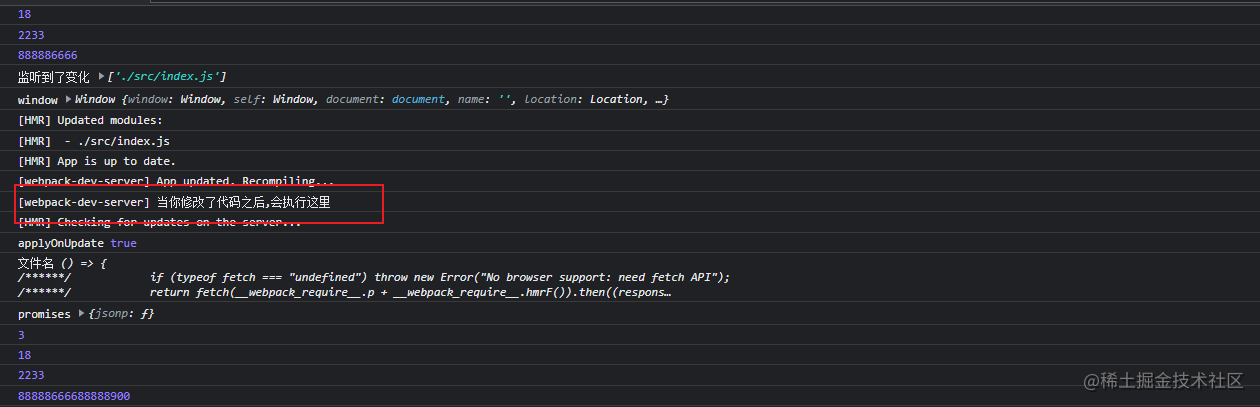 18
2233
888886666
监听到了变化 ▶['./src/index.js']
window ▶Window {window: Window, self: Window, document: document, name: '', location: Location, …}
[HMR] Updated modules:
[HMR]  - ./src/index.js
[HMR] App is up to date.
[webpack-dev-server] App updated. Recompiling...
[webpack-dev-server] 当你修改了代码之后,会执行这里
[HMR] Checking for updates on the server...
applyOnUpdate true
文件名 () => {
/******/ if (typeof fetch === "undefined") throw new Error("No browser support: need fetch API");
/******/ return fetch(__webpack_require__.p + __webpack_require__.hmrF()).then((respons…
promises ▶{jsonp: ƒ}
3
18
2233
88888666688888900
@稀土掘金技术社区